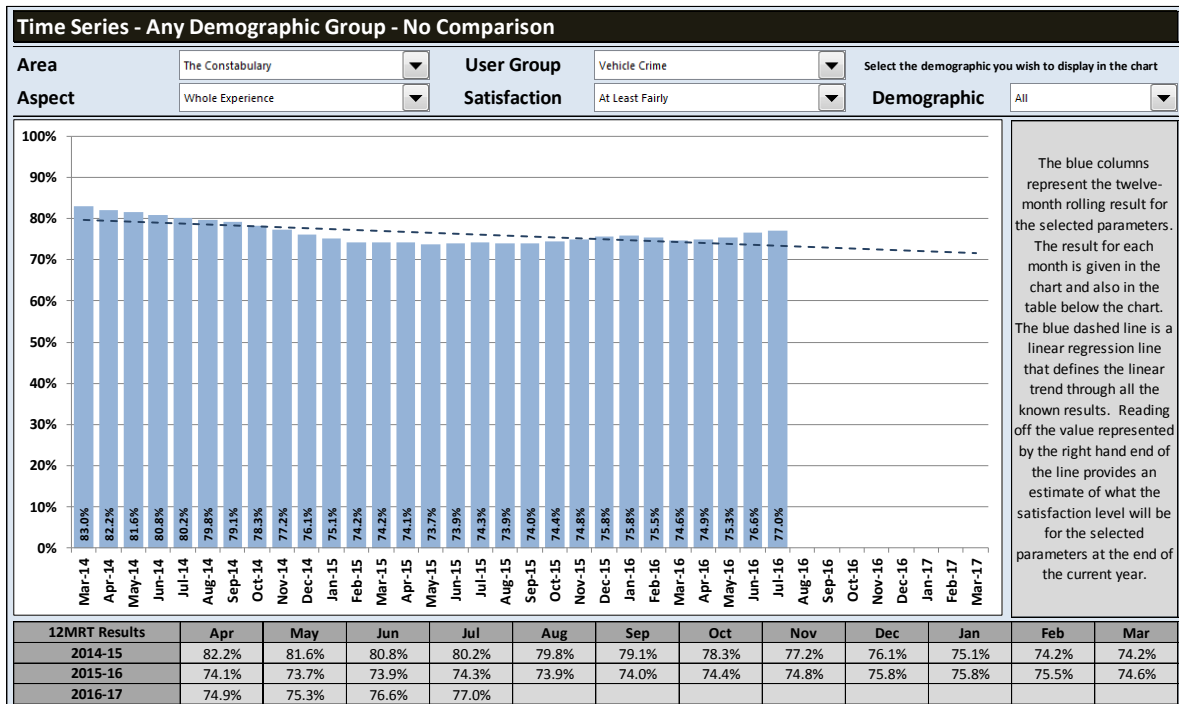 Time Series - Any Demographic Group - No Comparison
Area The Constabulary User Group Vehicle Crime Select the demographic you wish to display in the chart
Aspect Whole Experience Satisfaction At Least Fairly Demographic All
100%
90%
80%
70%
60%
50%
40%
30%
20%
10%
0%
83.0% 82.2% 81.6% 80.8% 80.2% 79.8% 79.1% 78.3% 77.2% 76.1% 75.1% 74.2% 74.2% 74.1% 73.7% 73.9% 74.3% 73.9% 74.0% 74.4% 74.8% 75.8% 75.8% 75.5% 74.6% 74.9% 75.3% 76.6% 77.0%
Mar-14 Apr-14 May-14 Jun-14 Jul-14 Aug-14 Sep-14 Oct-14 Nov-14 Dec-14 Jan-15 Feb-15 Mar-15 Apr-15 May-15 Jun-15 Jul-15 Aug-15 Sep-15 Oct-15 Nov-15 Dec-15 Jan-16 Feb-16 Mar-16 Apr-16 May-16 Jun-16 Jul-16 Aug-16 Sep-16 Oct-16 Nov-16 Dec-16 Jan-17 Feb-17 Mar-17
The blue columns
represent the twelve-
month rolling result for
the selected parameters.
The result for each
month is given in the
chart and also in the
table below the chart.
The blue dashed line is a
linear regression line
that defines the linear
trend through all the
known results. Reading
off the value represented
by the right hand end of
the line provides an
estimate of what the
satisfaction level will be
for the selected
parameters at the end of
the current year.
12MRT Results Apr May Jun Jul Aug Sep Oct Nov Dec Jan Feb Mar
2014-15 82.2% 81.6% 80.8% 80.2% 79.8% 79.1% 78.3% 77.2% 76.1% 75.1% 74.2% 74.2%
2015-16 74.1% 73.7% 73.9% 74.3% 73.9% 74.0% 74.4% 74.8% 75.8% 75.8% 75.5% 74.6%
2016-17 74.9% 75.3% 76.6% 77.0%